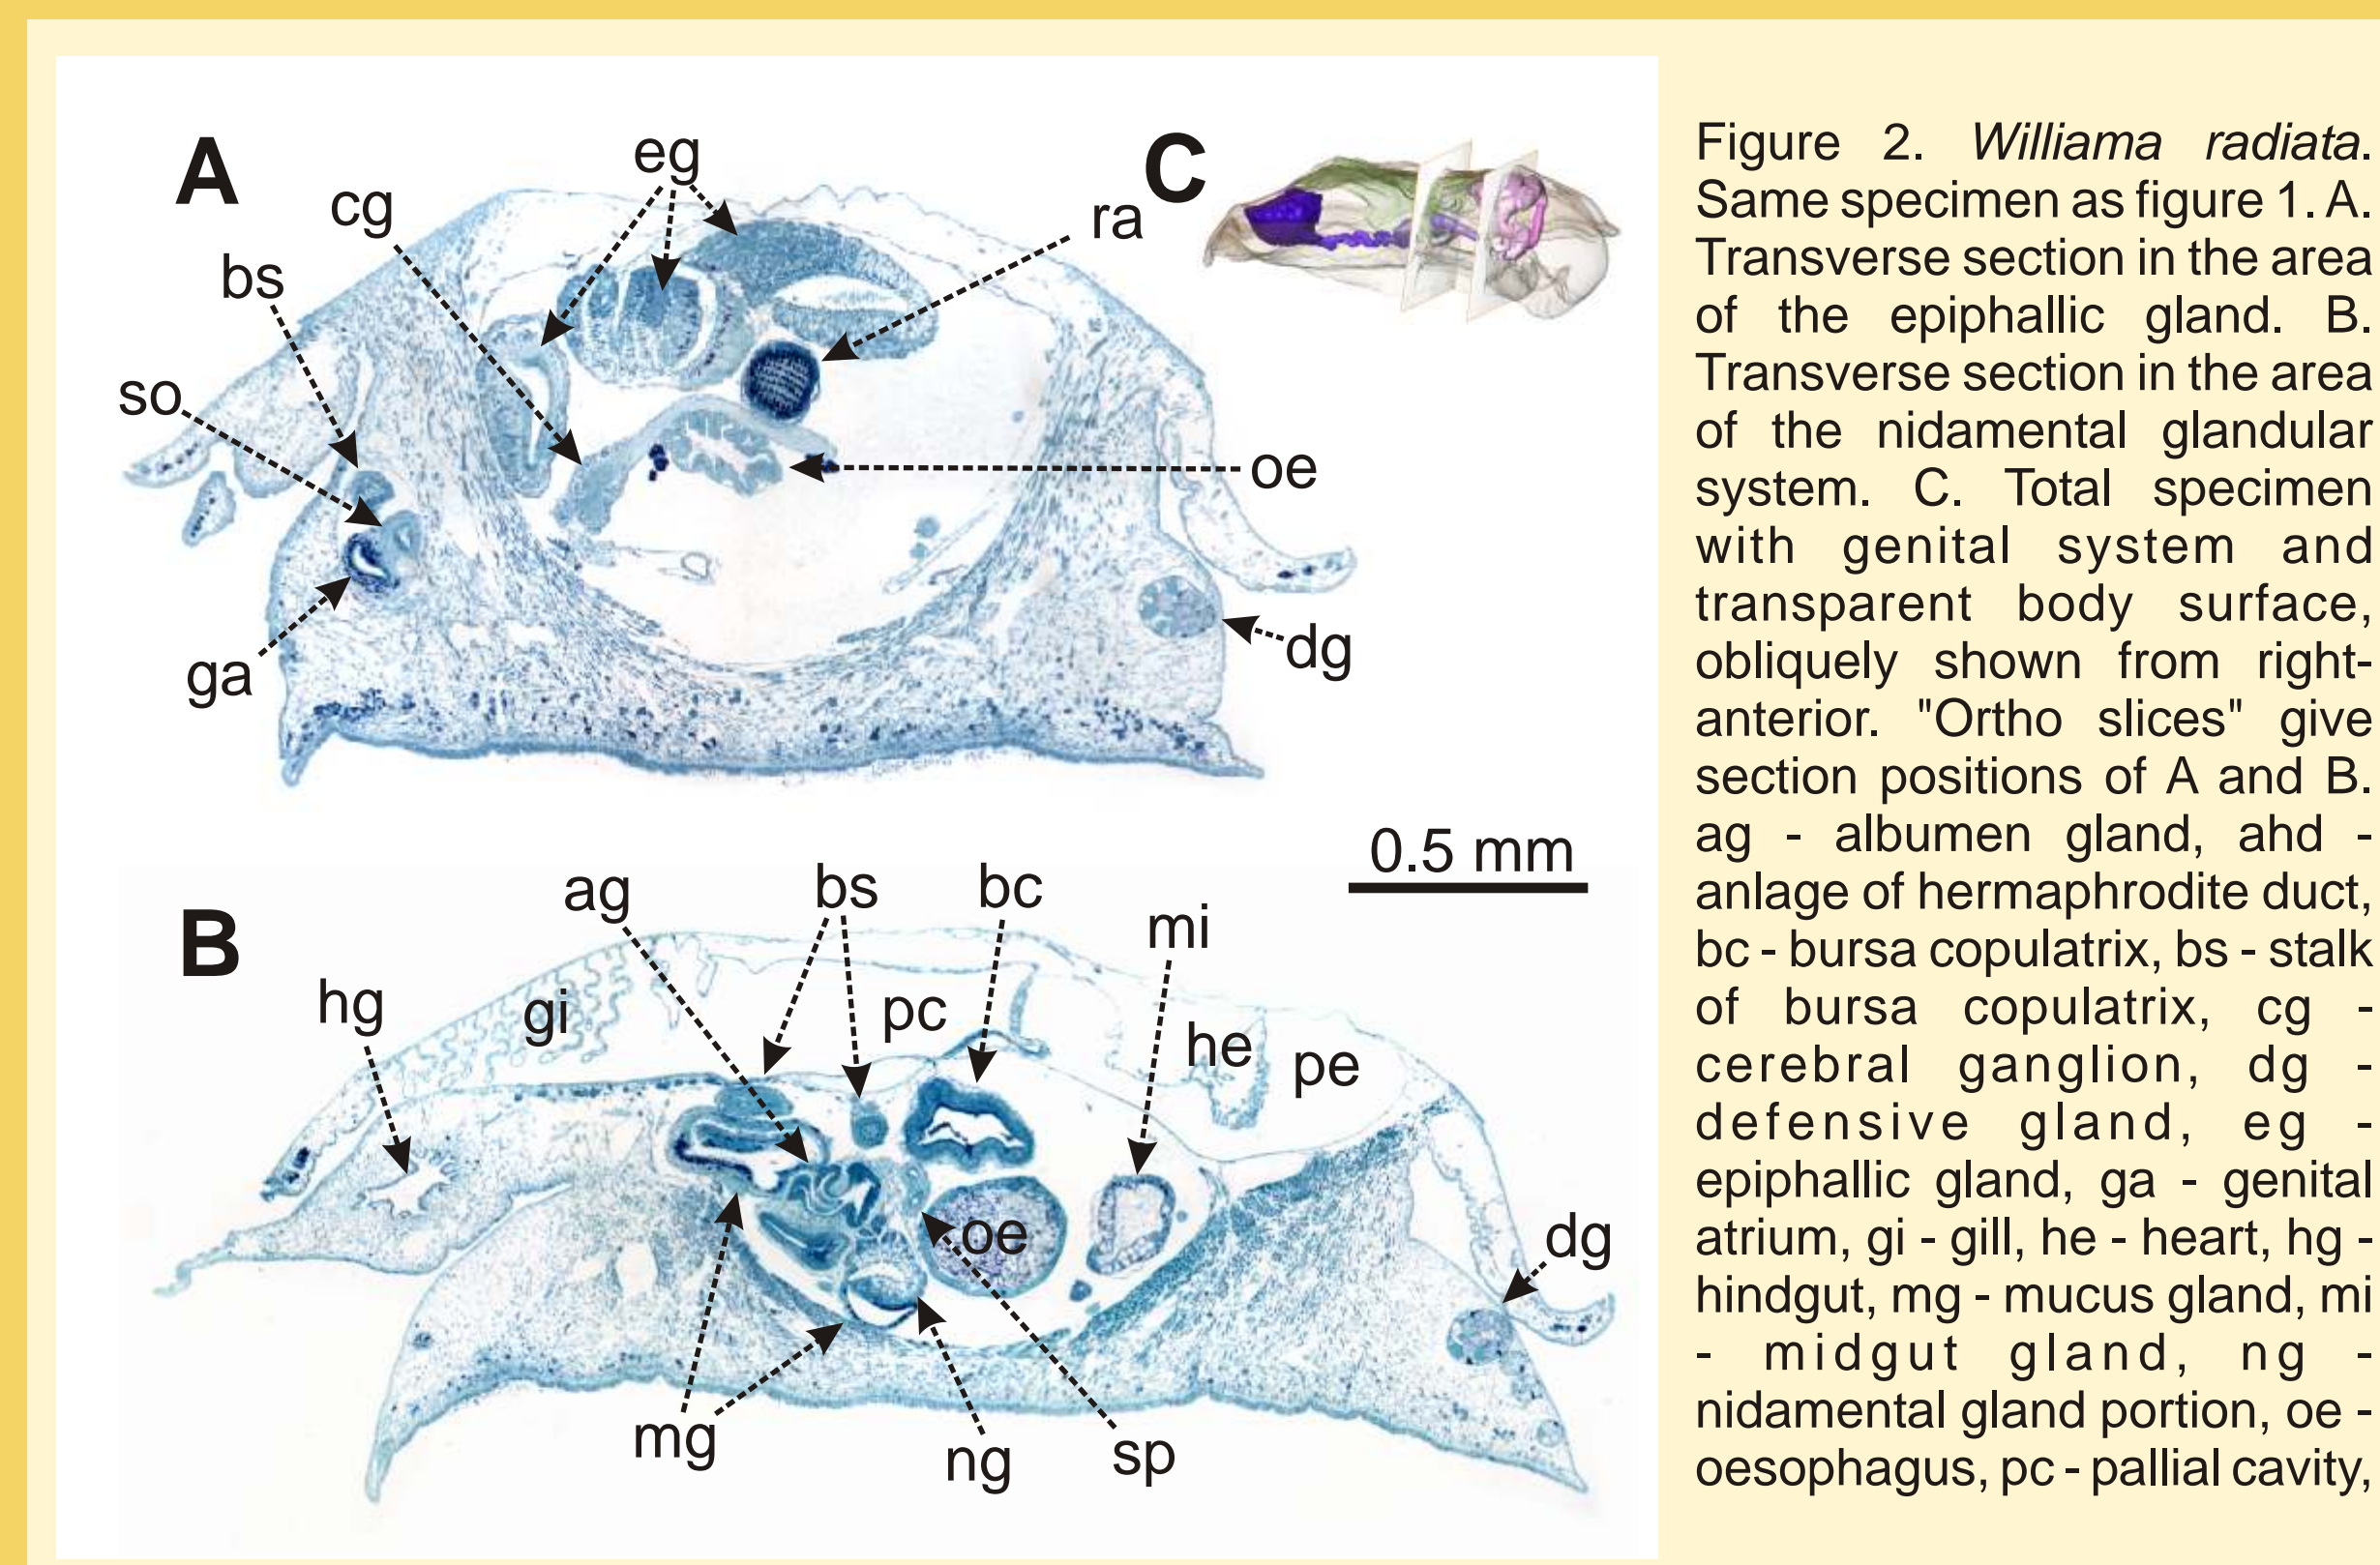 A
eg
C
cg
ra
bs
so
oe
ga
dg
0.5 mm
B
ag
bs
bc
mi
hg
gi
pc
he
pe
oe
dg
mg
ng
sp
Figure 2. Williama radiata.
Same specimen as figure 1. A.
Transverse section in the area
of the epiphallic gland. B.
Transverse section in the area
of the nidamental glandular
system. C. Total specimen
with genital system and
transparent body surface,
obliquely shown from right-
anterior. "Ortho slices" give
section positions of A and B.
ag - albumen gland, ahd -
anlage of hermaphrodite duct,
bc - bursa copulatrix, bs - stalk
of bursa copulatrix, cg -
cerebral ganglion, dg -
defensive gland, eg -
epiphallic gland, ga - genital
atrium, gi - gill, he - heart, hg -
hindgut, mg - mucus gland, mi
- midgut gland, ng -
nidamental gland portion, oe -
oesophagus, pc - pallial cavity,